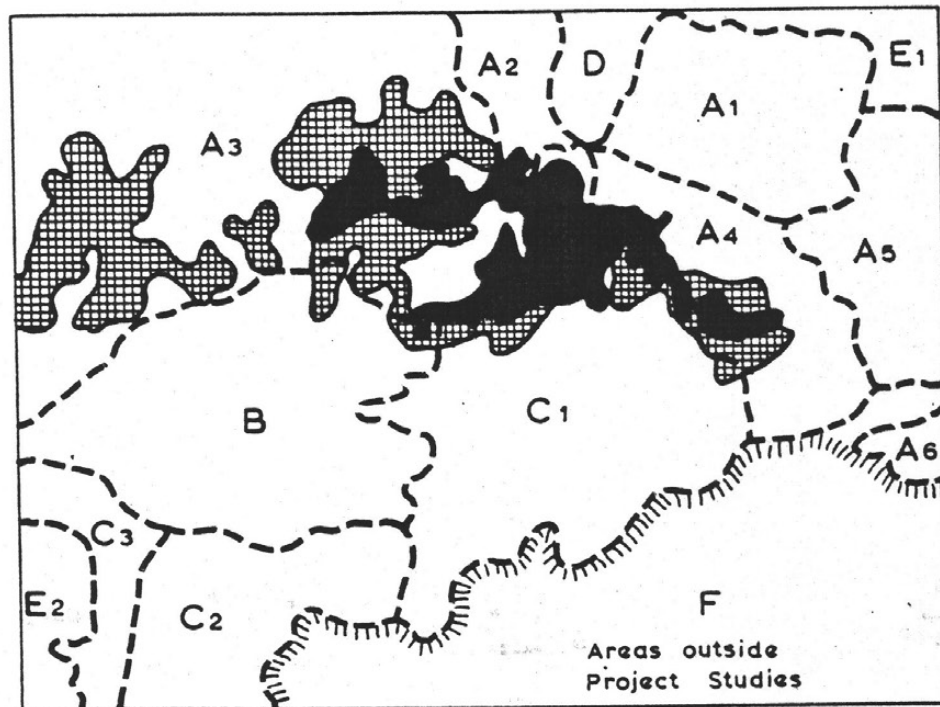 E1
A2
D
A1
A3
A4
A5
B
C1
A6
C3
E2
C2
F
Areas outside
Project Studies